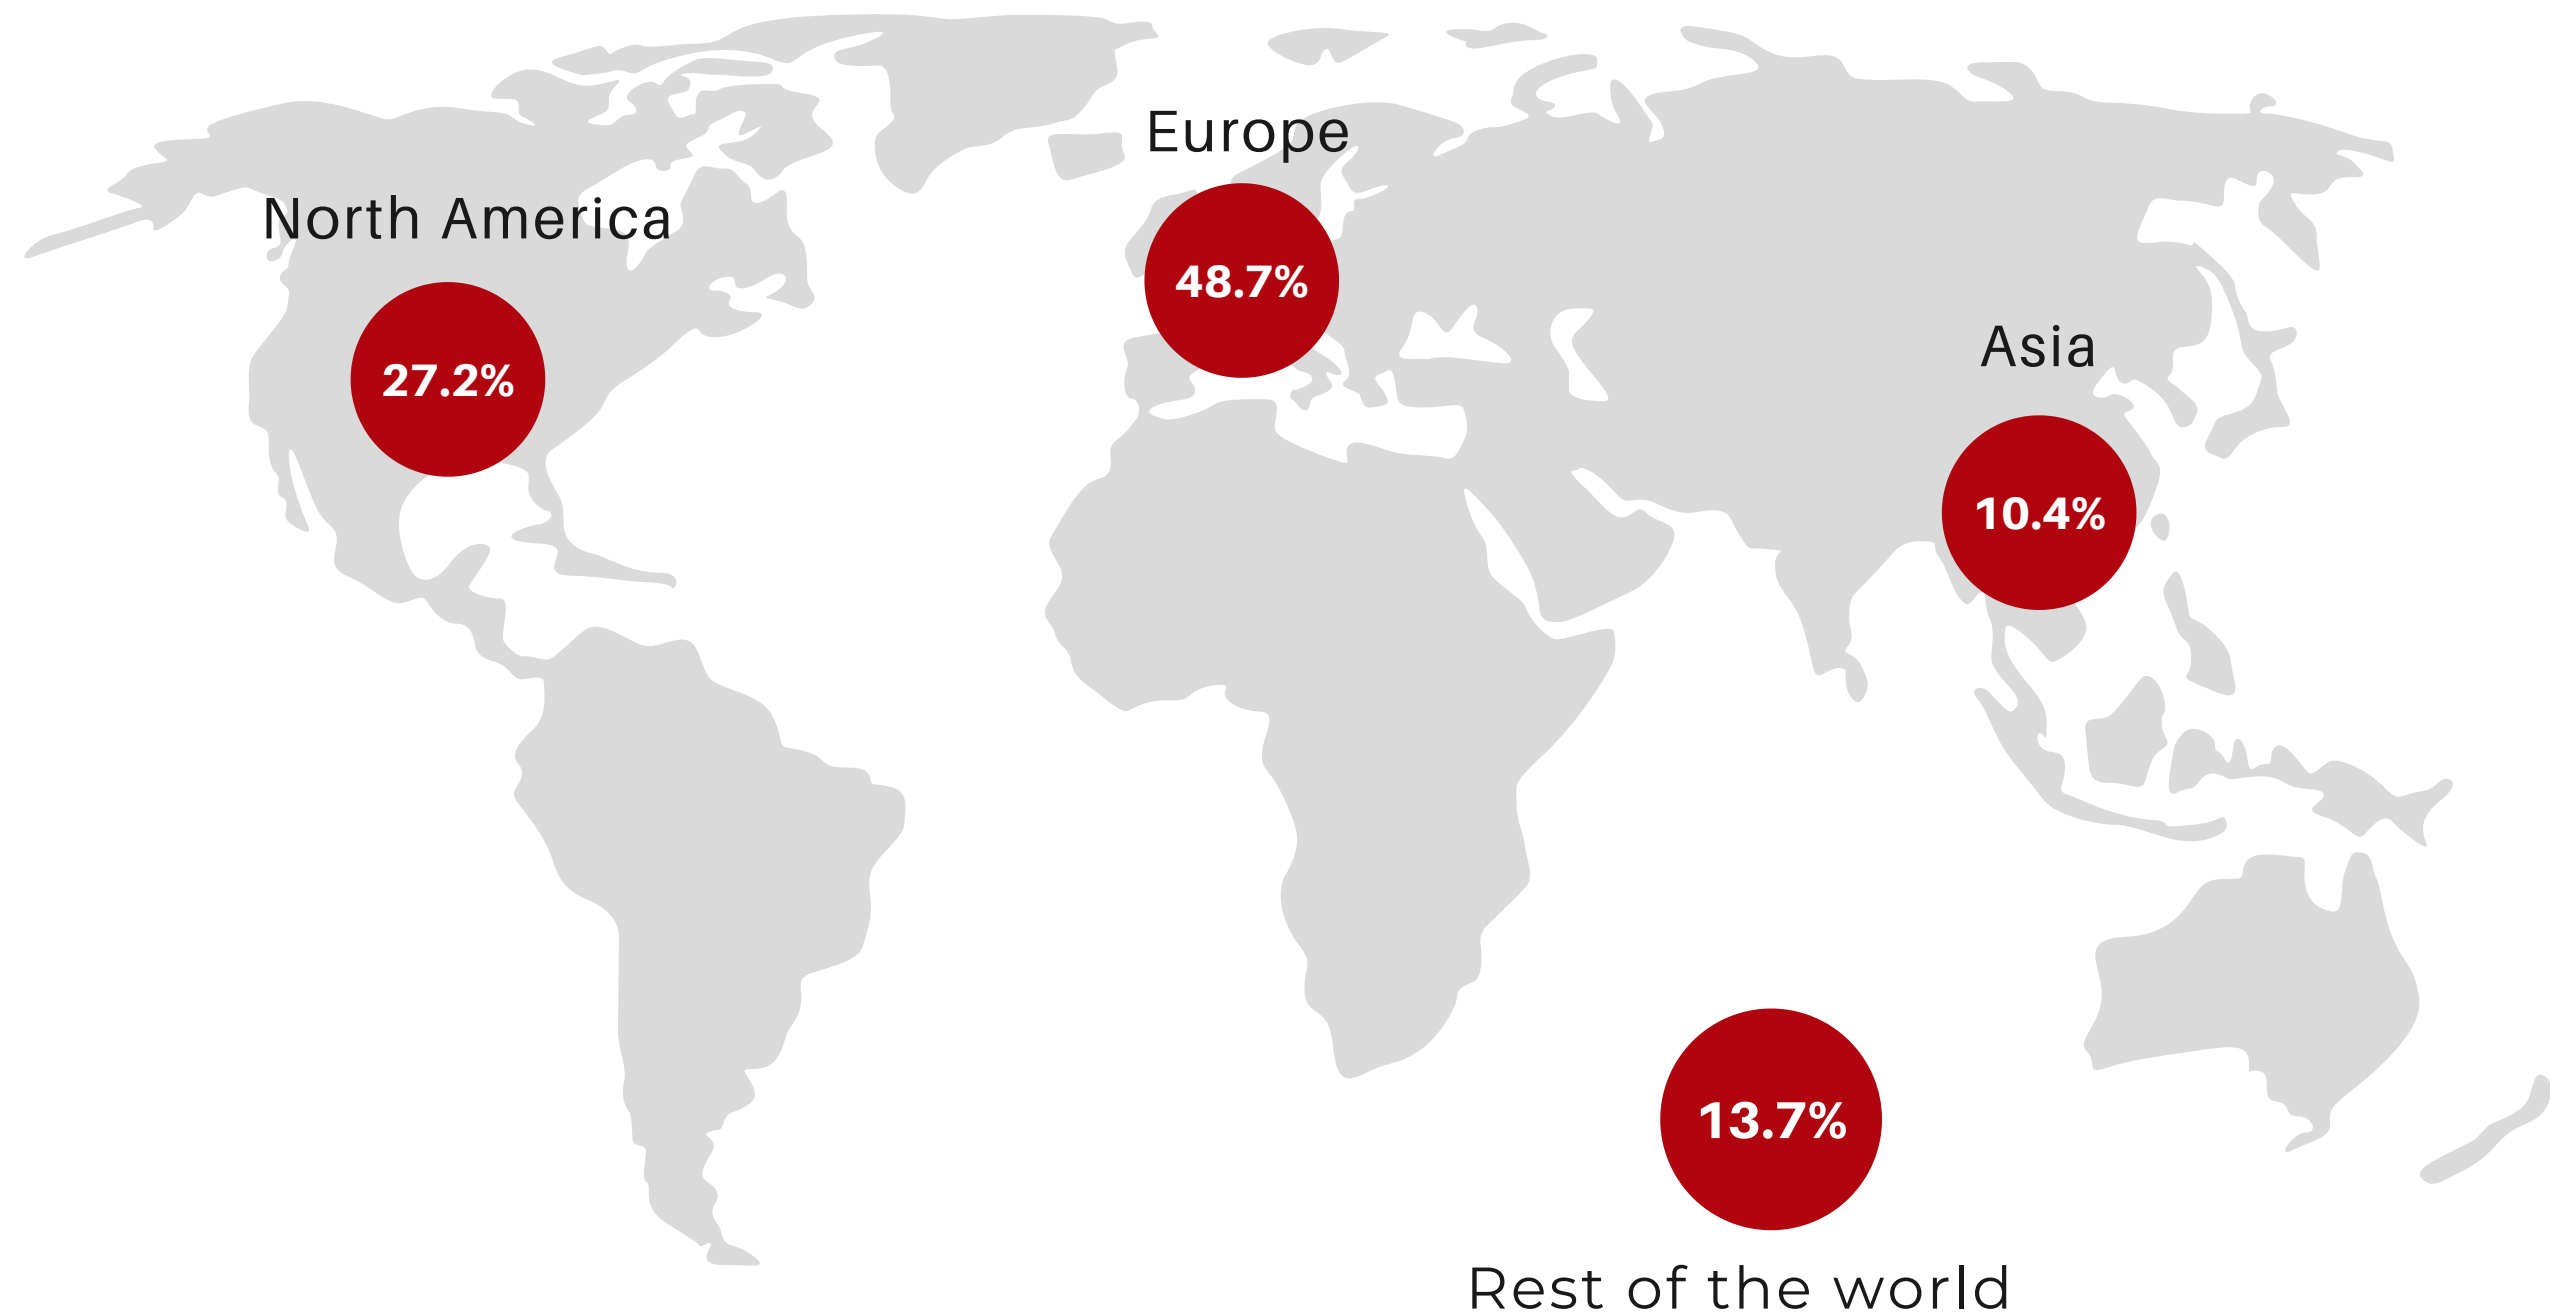 Europe
48.7%
North America
27.2%
Asia
10.4%
13.7%
Rest of the world